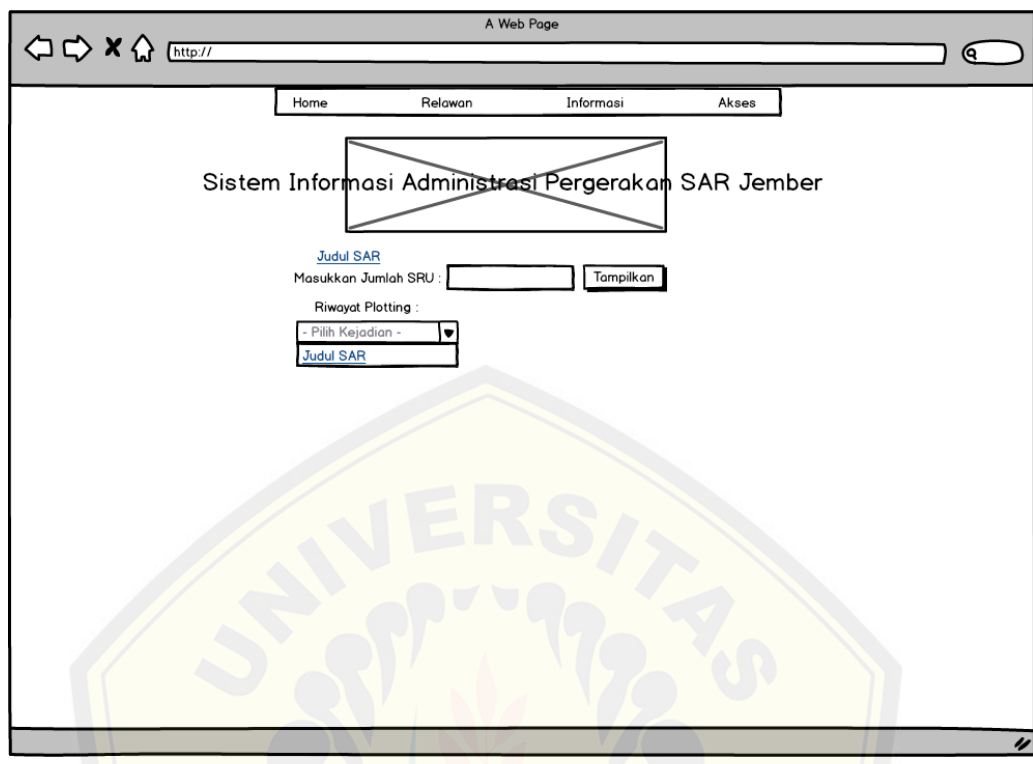 A Web Page
http://
Home Relawan Informasi Akses
Sistem Informasi Administrasi Pergerakan SAR Jember
Judul SAR
Masukkan Jumlah SRU : Tampilkan
Riwayat Plotting :
- Pilih Kejadian -
Judul SAR
UNIVERSITAS